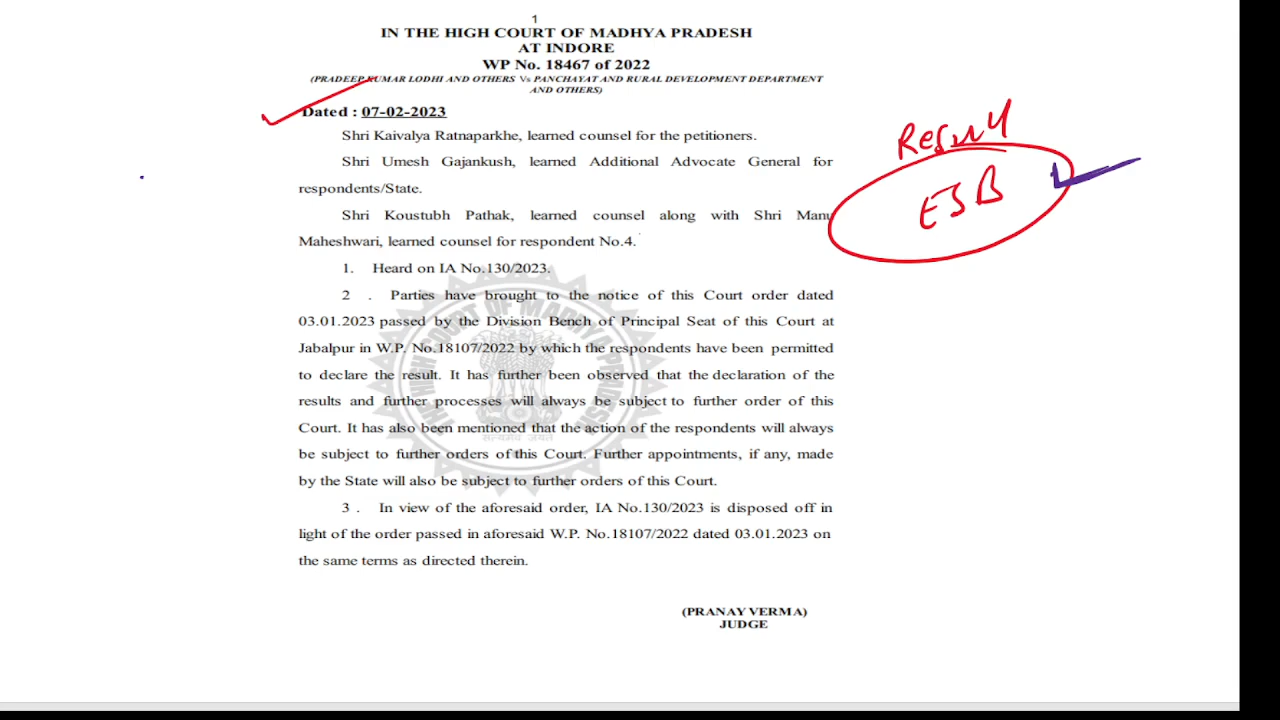 1
IN THE HIGH COURT OF MADHYA PRADESH
AT INDORE
WP No. 18467 of 2022
(PRADEEP KUMAR LODHI AND OTHERS Vs PANCHAYAT AND RURAL DEVELOPMENT DEPARTMENT
AND OTHERS)
Dated : 07-02-2023
Shri Kaivalya Ratnaparkhe, learned counsel for the petitioners.
Shri Umesh Gajankush, learned Additional Advocate General for
respondents/State.
Shri Koustubh Pathak, learned counsel along with Shri Manu
Maheshwari, learned counsel for respondent No.4.
Result
ESB
1. Heard on IA No.130/2023.
2 . Parties have brought to the notice of this Court order dated
03.01.2023 passed by the Division Bench of Principal Seat of this Court at
Jabalpur in W.P. No.18107/2022 by which the respondents have been permitted
to declare the result. It has further been observed that the declaration of the
results and further processes will always be subject to further order of this
Court. It has also been mentioned that the action of the respondents will always
be subject to further orders of this Court. Further appointments, if any, made
by the State will also be subject to further orders of this Court.
3 . In view of the aforesaid order, IA No.130/2023 is disposed off in
light of the order passed in aforesaid W.P. No.18107/2022 dated 03.01.2023 on
the same terms as directed therein.
(PRANAY VERMA)
JUDGE
THE HIGH COURT OF MADHYA PRADESH
सत्यमेव जयते